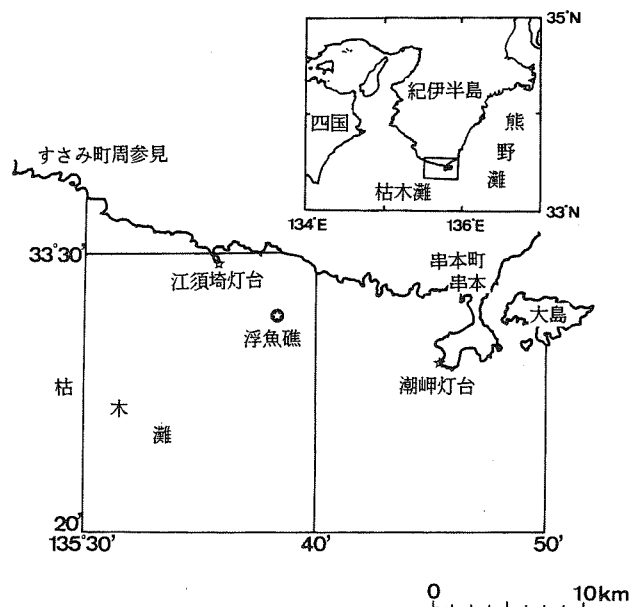 35°N
紀伊半島
四国
熊野灘
枯木灘
33°N
134°E
136°E
すさみ町周参見
33°30'
江須埼灯台
浮魚礁
串本町
串本
大島
潮岬灯台
枯木灘
20'
135°30'
40'
50'
0
10km